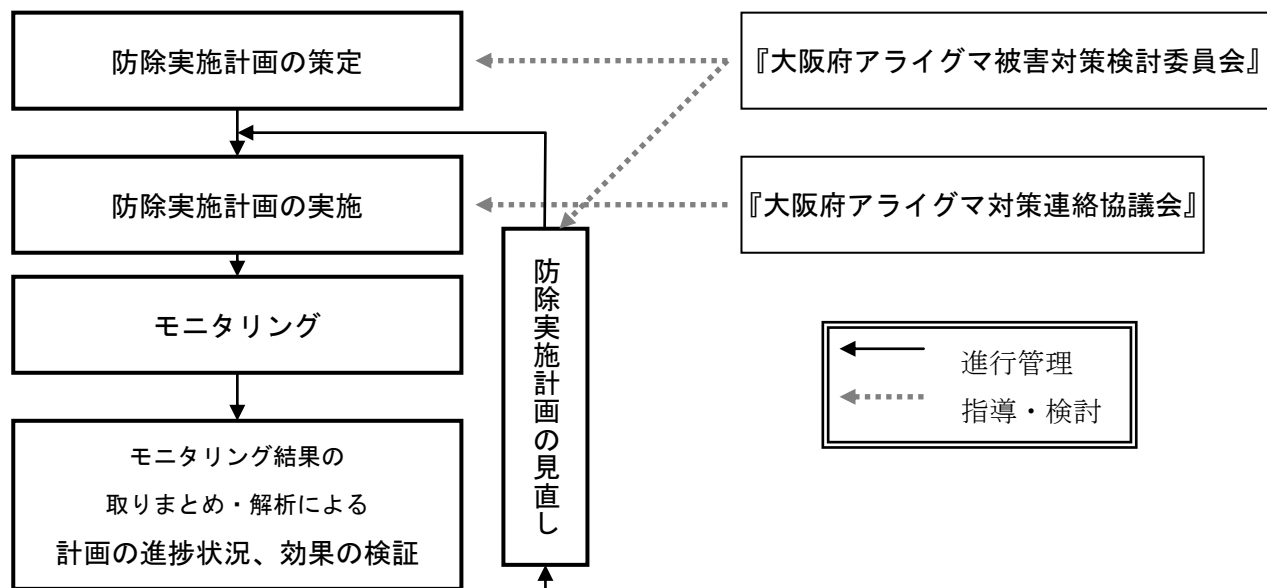 防除実施計画の策定
『大阪府アライグマ被害対策検討委員会』
防除実施計画の実施
『大阪府アライグマ対策連絡協議会』
モニタリング
防除実施計画の見直し
進行管理
指導・検討
モニタリング結果の
取りまとめ・解析による
計画の進捗状況、効果の検証